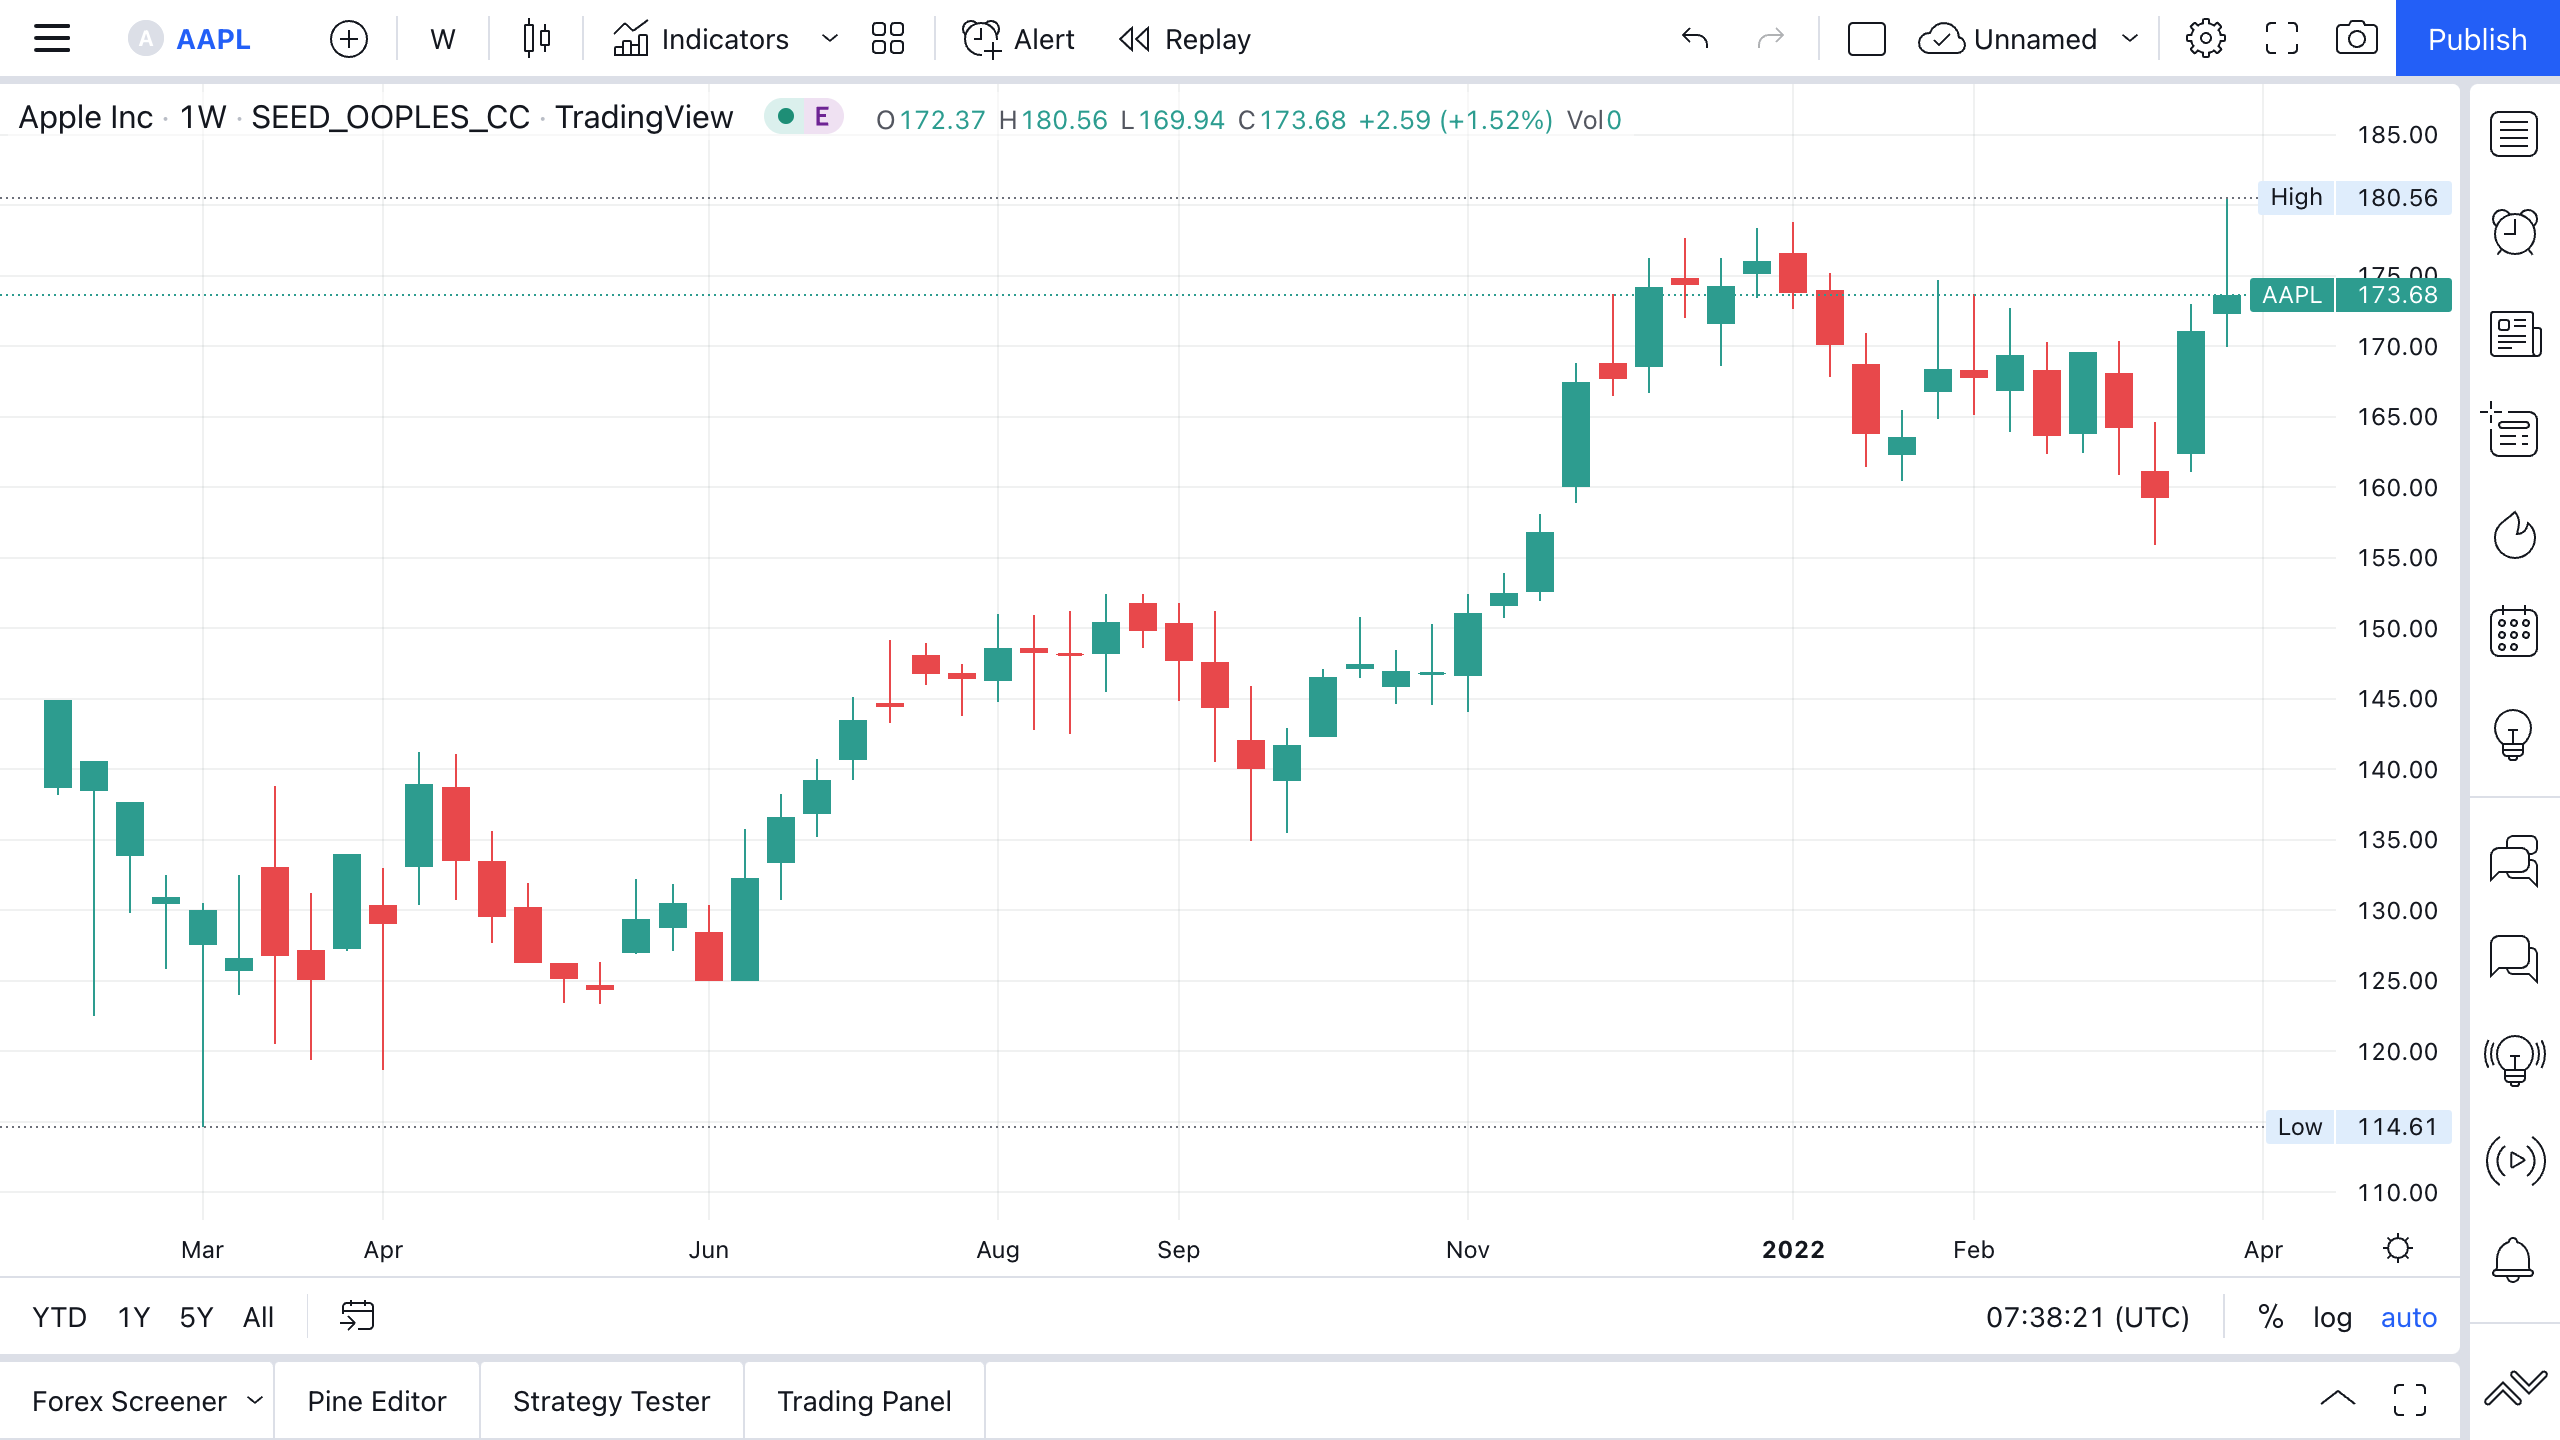 A AAPL W Indicators Alert Replay Unnamed Publish
Apple Inc · 1W · SEED_OOPLES_CC · TradingView E O172.37 H180.56 L169.94 C173.68 +2.59 (+1.52%) Vol0
185.00
High 180.56
175.00
AAPL 173.68
170.00
165.00
160.00
155.00
150.00
145.00
140.00
135.00
130.00
125.00
120.00
Low 114.61
110.00
Mar Apr Jun Aug Sep Nov 2022 Feb Apr
YTD 1Y 5Y All 07:38:21 (UTC) % log auto
Forex Screener Pine Editor Strategy Tester Trading Panel